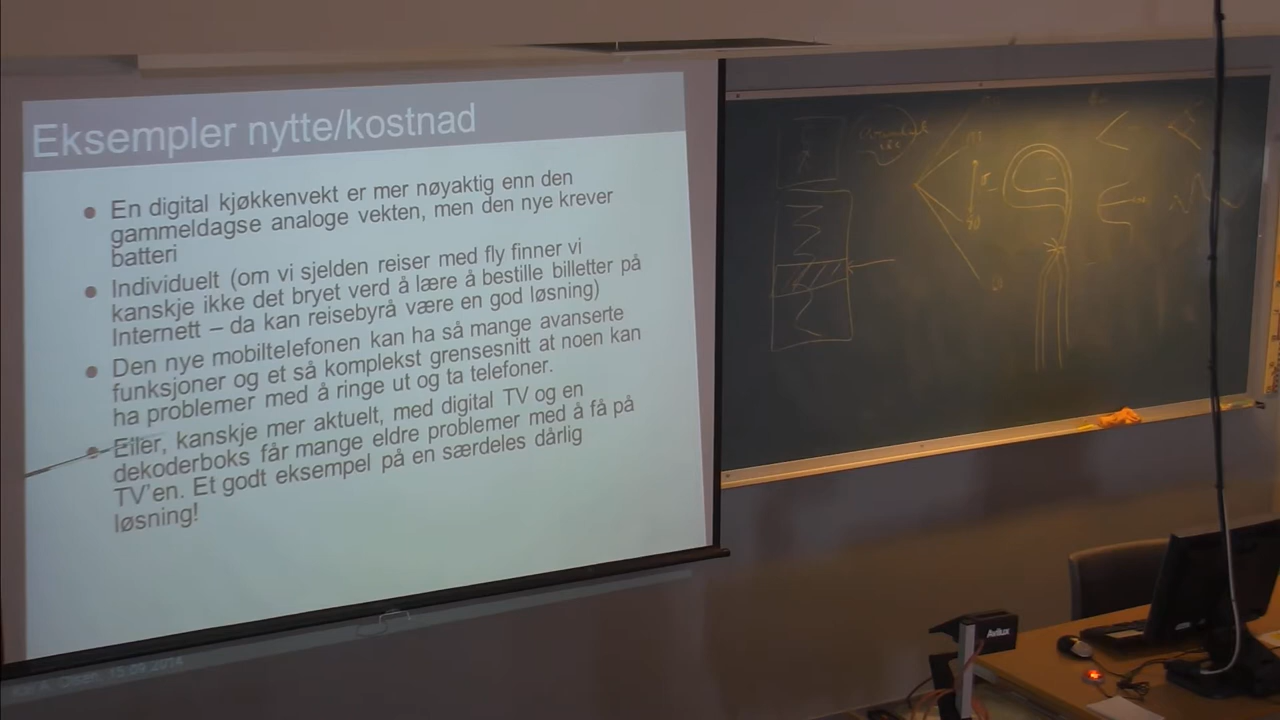 Eksempler nytte/kostnad
En digital kjøkkenvekt er mer nøyaktig enn den
gammeldagse analoge vekten, men den nye krever
batteri
Individuelt (om vi sjelden reiser med fly finner vi
kanskje ikke det bryet verd å lære å bestille billetter på
Internett – da kan reisebyrå være en god løsning)
Den nye mobiltelefonen kan ha så mange avanserte
funksjoner og et så komplekst grensesnitt at noen kan
ha problemer med å ringe ut og ta telefoner.
Eller, kanskje mer aktuelt, med digital TV og en
dekoderboks får mange eldre problemer med å få på
TV'en. Et godt eksempel på en særdeles dårlig
løsning!